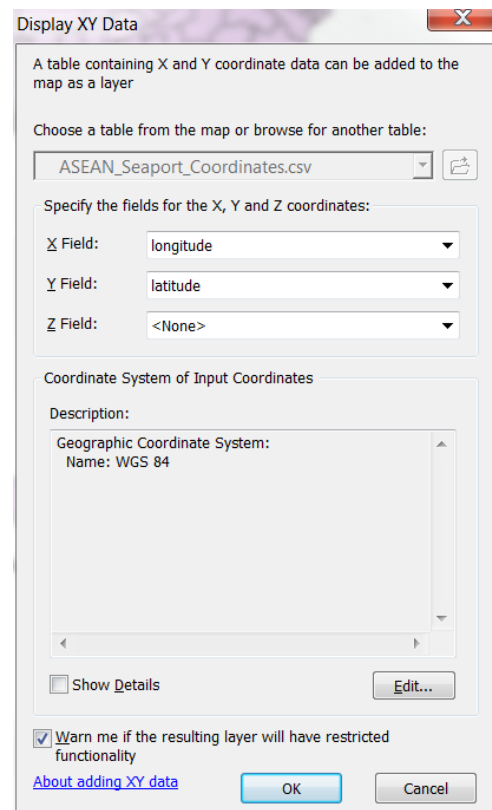 Display XY Data
X
A table containing X and Y coordinate data can be added to the
map as a layer
Choose a table from the map or browse for another table:
ASEAN_Seaport_Coordinates.csv
Specify the fields for the X, Y and Z coordinates:
X Field: longitude
Y Field: latitude
Z Field: <None>
Coordinate System of Input Coordinates
Description:
Geographic Coordinate System:
Name: WGS 84
Show Details Edit...
Warn me if the resulting layer will have restricted
functionality
About adding XY data OK Cancel